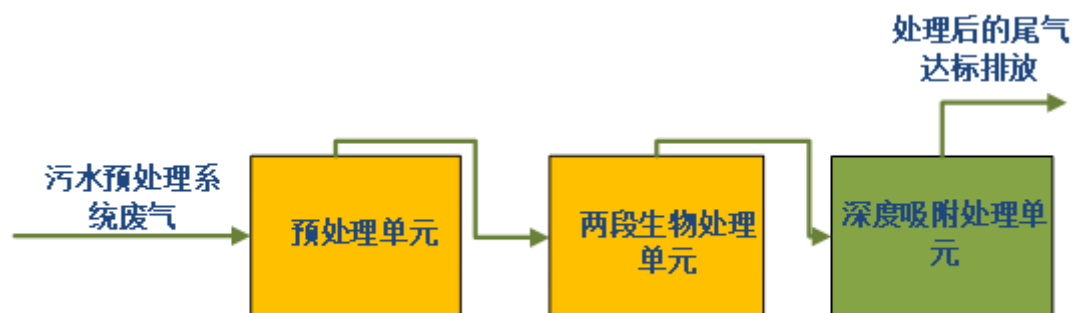 处理后的尾气
达标排放
污水预处理系
统废气
预处理单元
两段生物处理
单元
深度吸附处理单
元